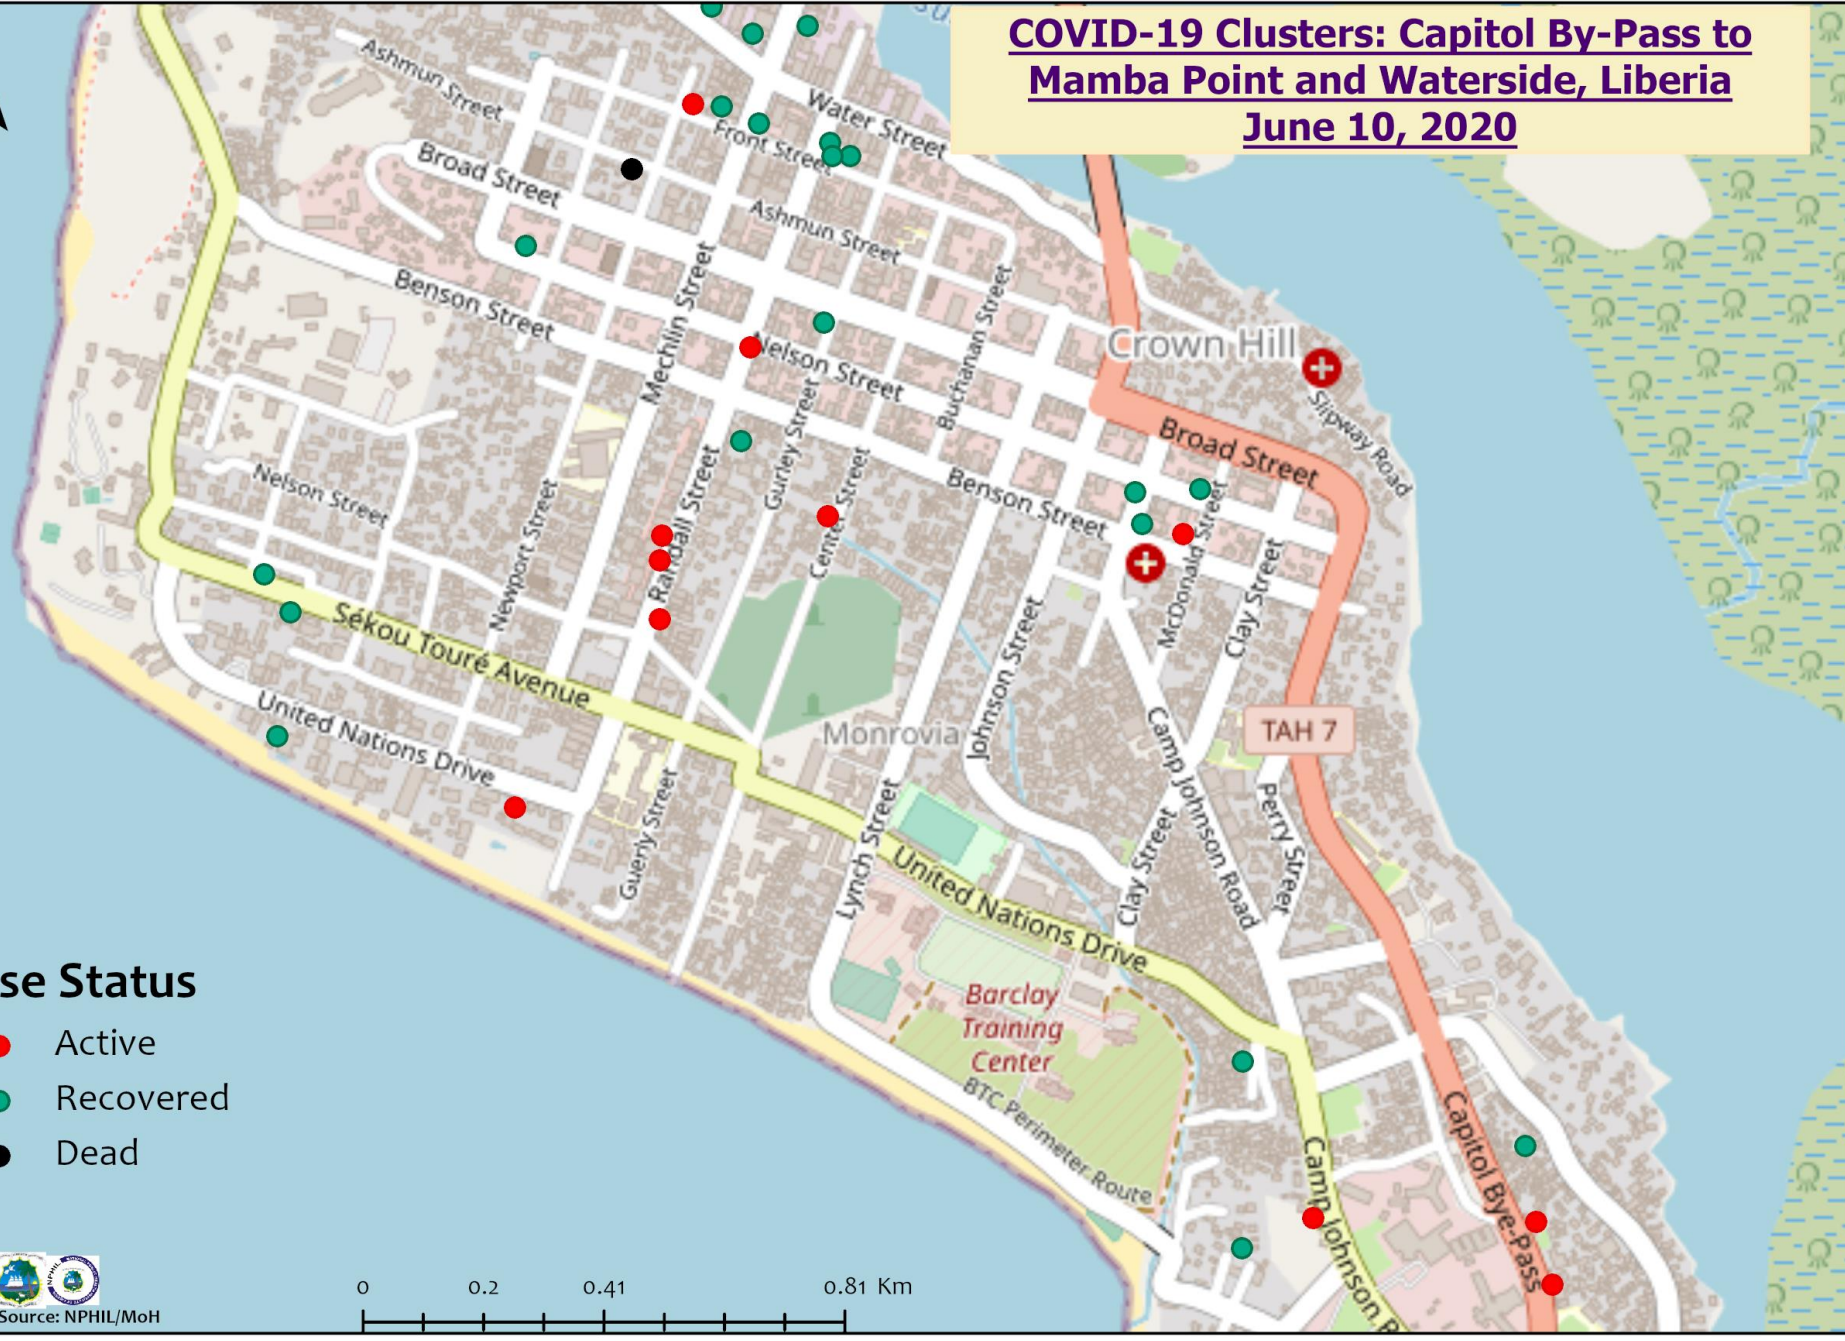 COVID-19 Clusters: Capitol By-Pass to
Mamba Point and Waterside, Liberia
June 10, 2020
Ashmun Street
Water Street
Front Street
Broad Street
Ashmun Street
Benson Street
Mechlin Street
Buchanan Street
Crown Hill
Nelson Street
Slipway Road
Broad Street
Gurley Street
Nelson Street
Randall Street
Center Street
Benson Street
Newport Street
McDonald Street
Clay Street
Johnson Street
Sékou Touré Avenue
United Nations Drive
Monrovia
TAH 7
Camp Johnson Road
Perry Street
Guerly Street
Lynch Street
Clay Street
United Nations Drive
Barclay
Training
Center
BTC Perimeter Route
Capitol Bye-Pass
Camp Johnson R
se Status
Active
Recovered
Dead
Source: NPHIL/MoH
0 0.2 0.41 0.81 Km